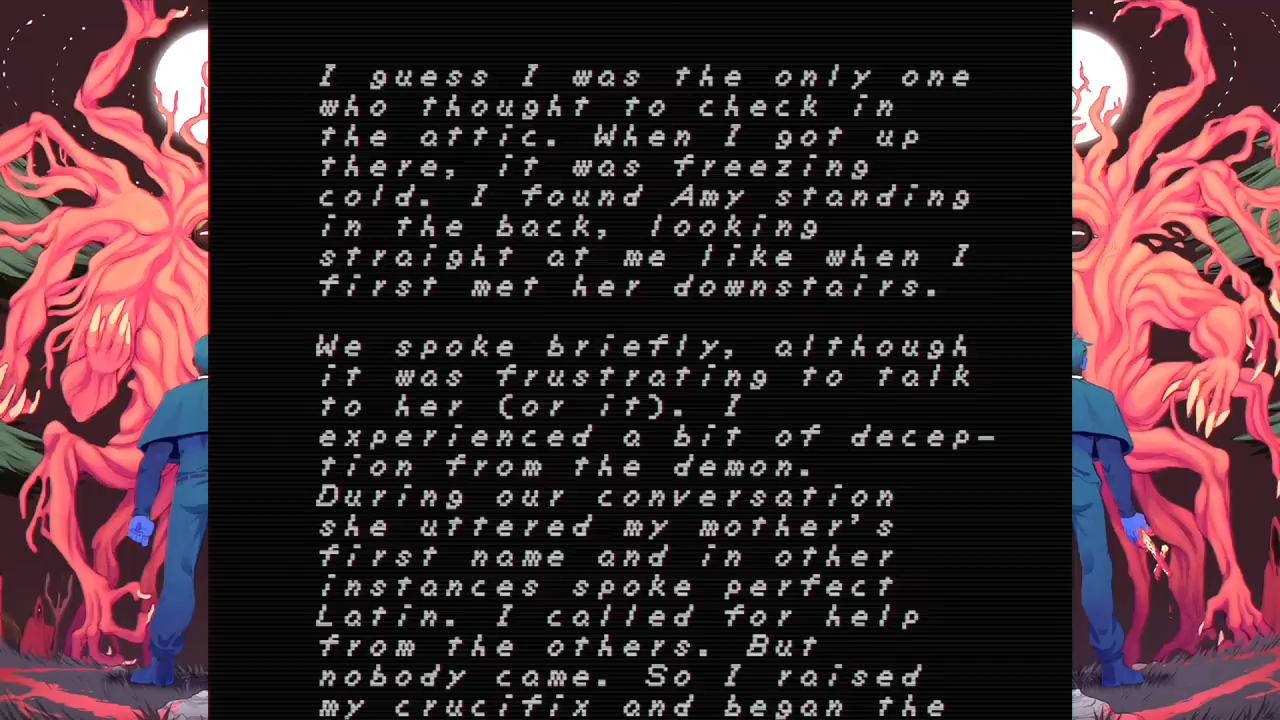 I guess I was the only one
who thought to check in
the attic. When I got up
there, it was freezing
cold. I found Amy standing
in the back, looking
straight at me like when I
first met her downstairs.
We spoke briefly, although
it was frustrating to talk
to her (or it). I
experienced a bit of decep-
tion from the demon.
During our conversation
she uttered my mother's
first name and in other
instances spoke perfect
Latin. I called for help
from the others. But
nobody came. So I raised
my crucifix and began the